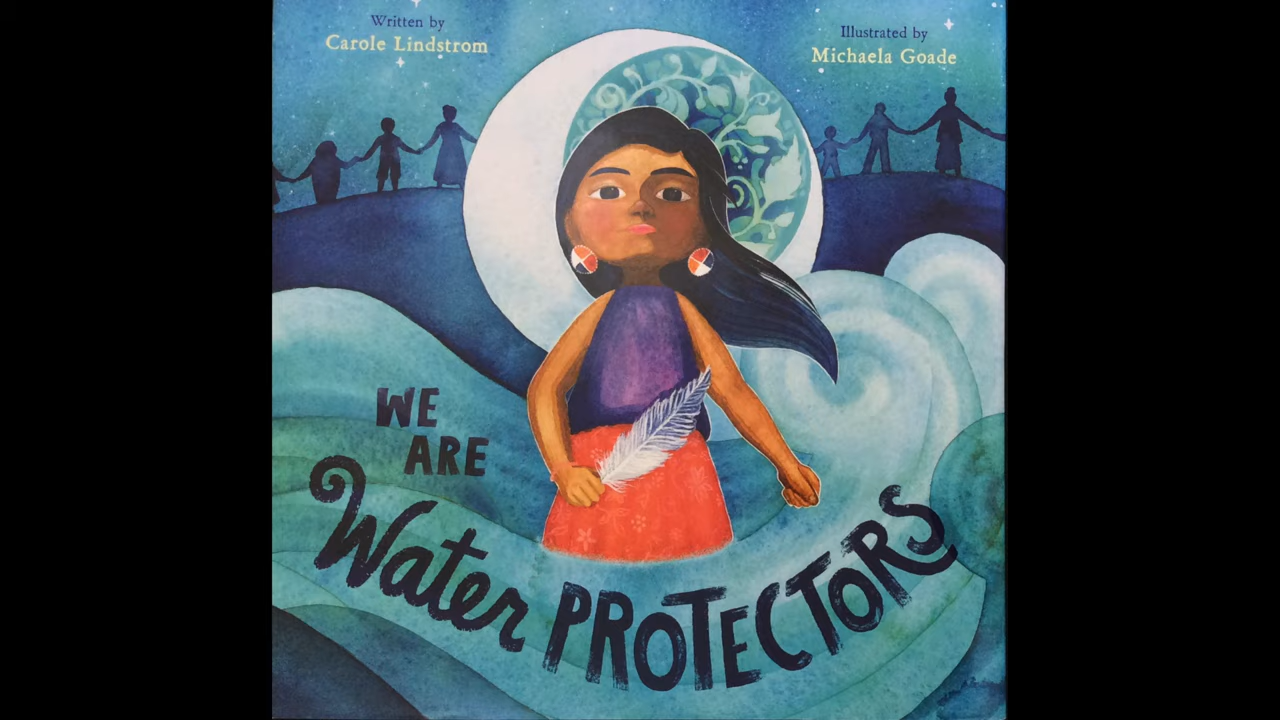 Written by
Carole Lindstrom
Illustrated by
Michaela Goade
WE
ARE
Water PROTECTORS